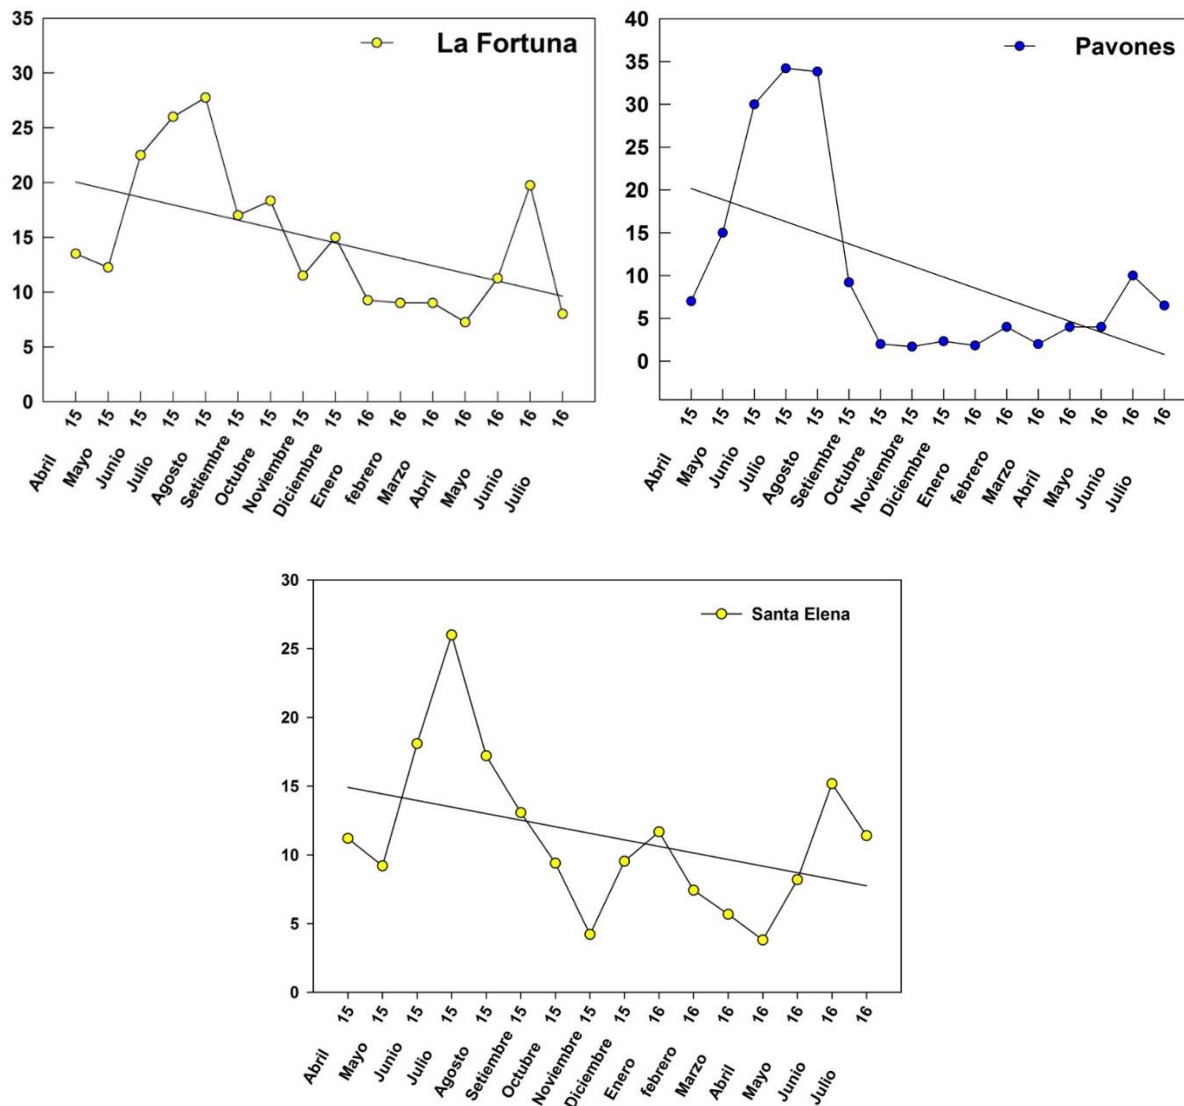 La Fortuna
35
30
25
20
15
10
5
0
Abril 15
Mayo 15
Junio 15
Julio 15
Agosto 15
Setiembre 15
Octubre 15
Noviembre 15
Diciembre 15
Enero 16
febrero 16
Marzo 16
Abril 16
Mayo 16
Junio 16
Julio 16
Pavones
40
35
30
25
20
15
10
5
0
Abril 15
Mayo 15
Junio 15
Julio 15
Agosto 15
Setiembre 15
Octubre 15
Noviembre 15
Diciembre 15
Enero 16
febrero 16
Marzo 16
Abril 16
Mayo 16
Junio 16
Julio 16
Santa Elena
30
25
20
15
10
5
0
Abril 15
Mayo 15
Junio 15
Julio 15
Agosto 15
Setiembre 15
Octubre 15
Noviembre 15
Diciembre 15
Enero 16
febrero 16
Marzo 16
Abril 16
Mayo 16
Junio 16
Julio 16